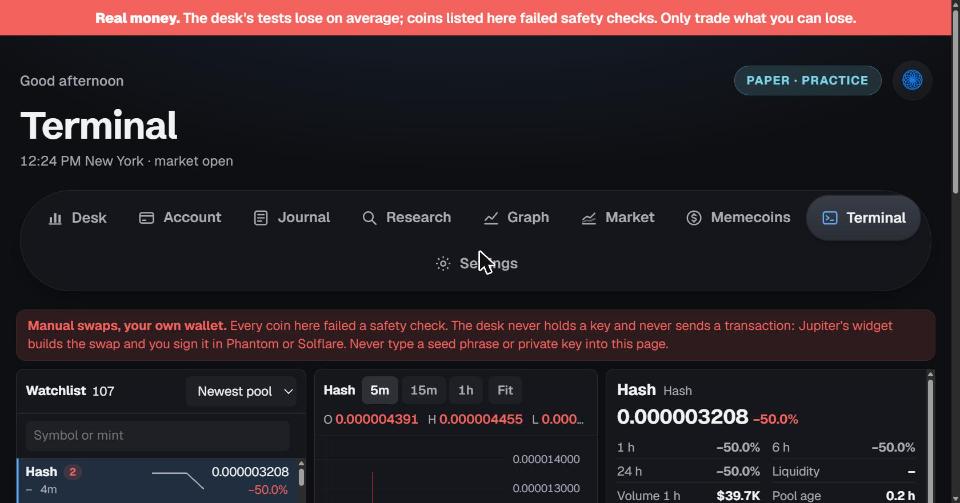 Real money. The desk's tests lose on average; coins listed here failed safety checks. Only trade what you can lose.
Good afternoon
PAPER · PRACTICE
Terminal
12:24 PM New York · market open
Desk Account Journal Research Graph Market Memecoins Terminal
Settings
Manual swaps, your own wallet. Every coin here failed a safety check. The desk never holds a key and never sends a transaction: Jupiter's widget
builds the swap and you sign it in Phantom or Solflare. Never type a seed phrase or private key into this page.
Watchlist 107 Newest pool
Symbol or mint
Hash 2 0.000003208
– 4m -50.0%
Hash 5m 15m 1h Fit
O 0.000004391 H 0.000004455 L 0.000…
0.000014000
0.000013000
Hash Hash
0.000003208 -50.0%
1 h -50.0% 6 h -50.0%
24 h -50.0% Liquidity –
Volume 1 h $39.7K Pool age 0.2 h